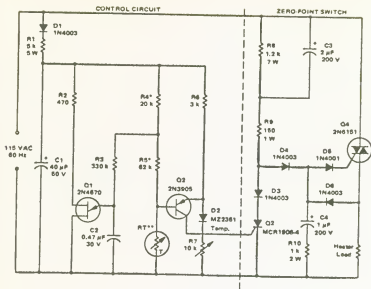 CONTROL CIRCUIT
ZERO-POINT SWITCH
D1
1N4003
R1
5 k
5 W
R2
470
R4*
20 k
R6
3 k
R8
1.2 k
7 W
C3
2 μF
200 V
115 VAC
60 Hz
C1
40 μF
50 V
R3
330 k
R5*
62 k
R9
150
1 W
Q4
2N6151
D4
1N4003
D5
1N4001
Q1
2N4870
Q2
2N3905
D2
MZ2361
Temp.
D3
1N4003
D6
1N4003
C2
0.47 μF
30 V
RT**
T
R7
10 k
Q3
MCR1906-4
C4
1 μF
200 V
R10
1 k
2 W
Heater
Load